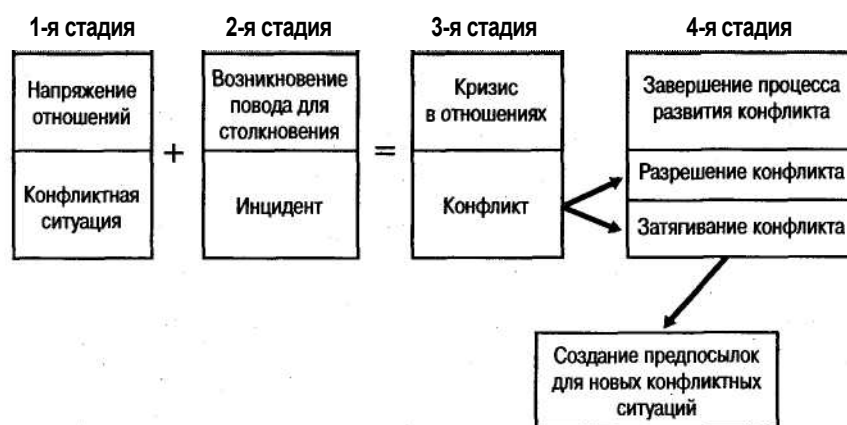 1-я стадия
2-я стадия
3-я стадия
4-я стадия
Напряжение
отношений
Конфликтная
ситуация
+
Возникновение
повода для
столкновения
Инцидент
=
Кризис
в отношениях
Конфликт
Завершение процесса
развития конфликта
Разрешение конфликта
Затягивание конфликта
Создание предпосылок
для новых конфликтных
ситуаций